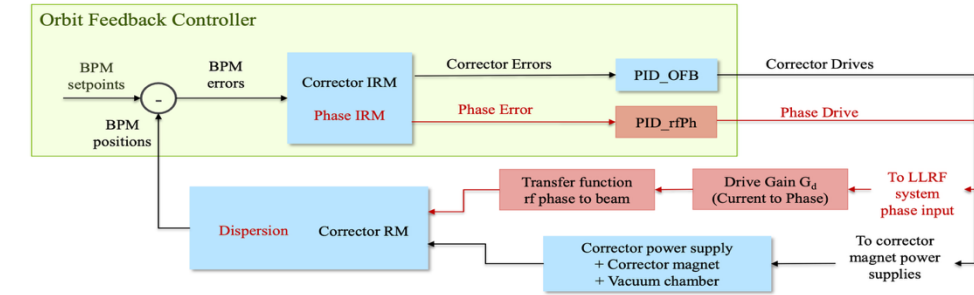 Orbit Feedback Controller
BPM
setpoints
-
BPM
errors
BPM
positions
Corrector IRM
Phase IRM
Corrector Errors
Phase Error
PID_OFB
PID_rfPh
Corrector Drives
Phase Drive
Dispersion
Corrector RM
Transfer function
rf phase to beam
Drive Gain Gd
(Current to Phase)
To LLRF
system
phase input
Corrector power supply
+ Corrector magnet
+ Vacuum chamber
To corrector
magnet power
supplies